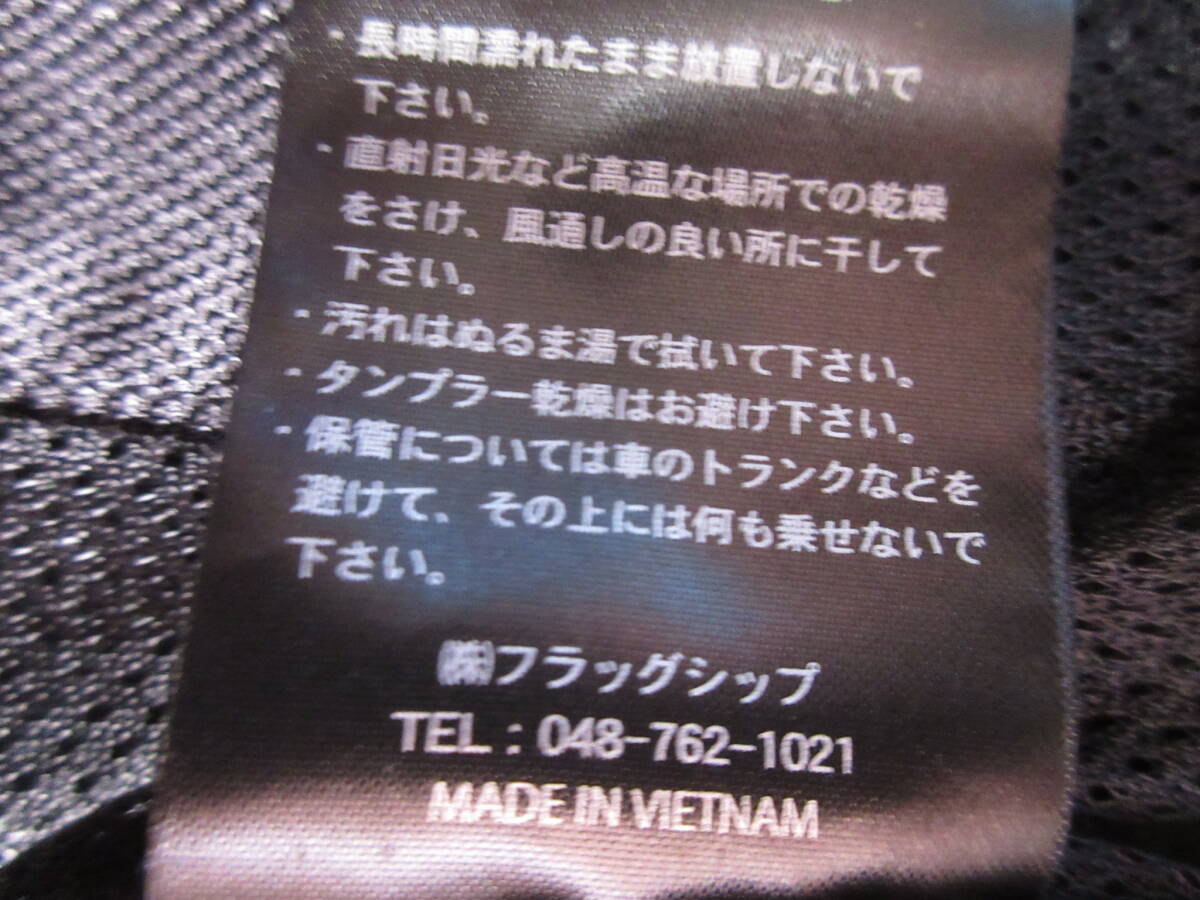 ・長時間濡れたまま放置しないで
下さい。
・直射日光など高温な場所での乾燥
をさけ、風通しの良い所に干して
下さい。
・汚れはぬるま湯で拭いて下さい。
・タンブラー乾燥はお避け下さい。
・保管については車のトランクなどを
避けて、その上には何も乗せないで
下さい。
㈱フラッグシップ
TEL : 048-762-1021
MADE IN VIETNAM